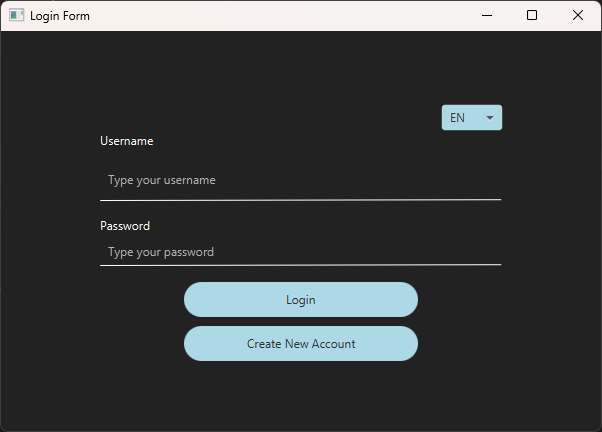 Login Form
EN
Username
Type your username
Password
Type your password
Login
Create New Account